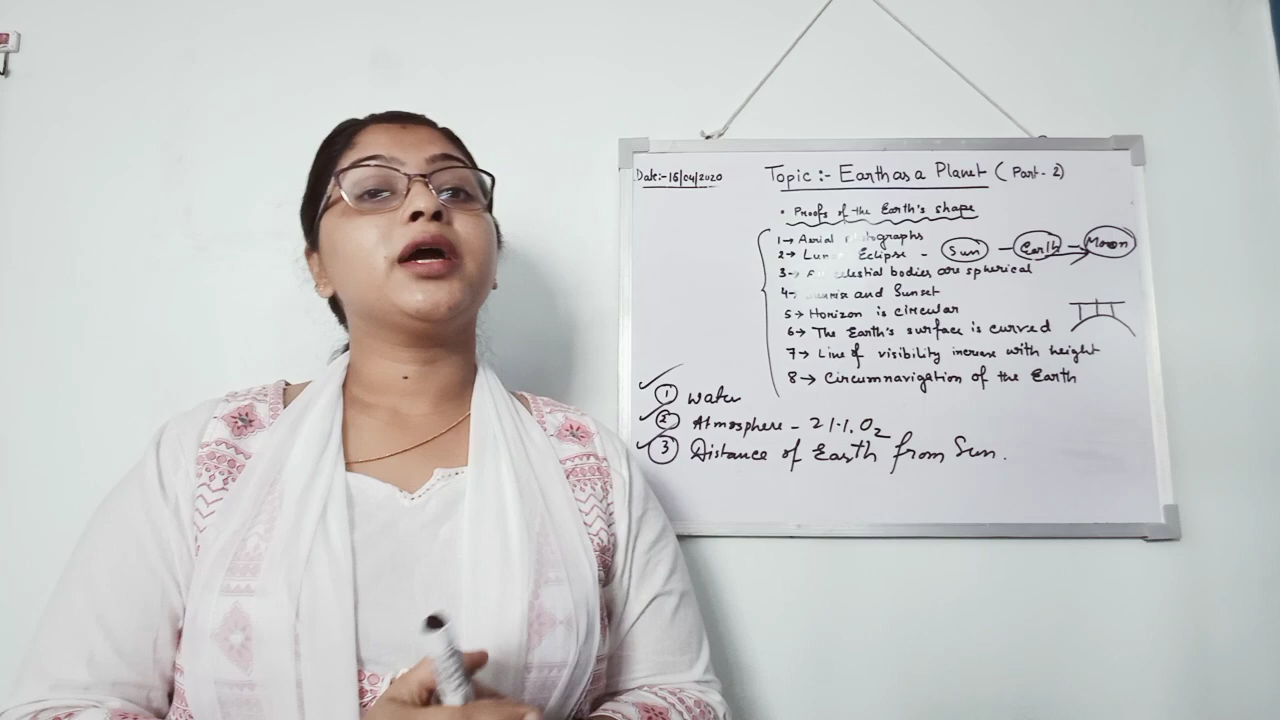 Date:- 16/04/2020
Topic :- Earth as a Planet (Part-2)
• Proofs of the Earth's shape
1→ Aerial Photographs
2→ Lunar Eclipse - Sun - Earth - Moon
3→ celestial bodies are spherical
4→ Sunrise and Sunset
5→ Horizon is circular
6→ The Earth's surface is curved
7→ Line of visibility increase with height
8→ Circumnavigation of the Earth
① Water
② Atmosphere - 21% O₂
③ Distance of Earth from Sun.